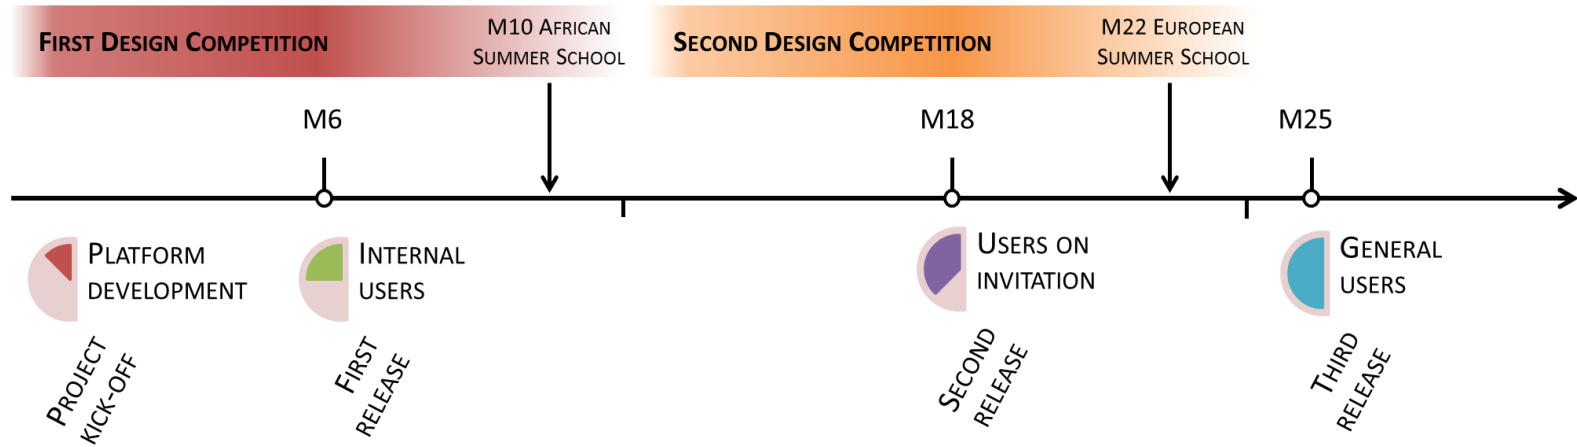 First Design Competition
M10 African
Summer School
Second Design Competition
M22 European
Summer School
M6
M18
M25
Platform
development
Internal
users
Users on
invitation
General
users
Project
kick-off
First
release
Second
release
Third
release